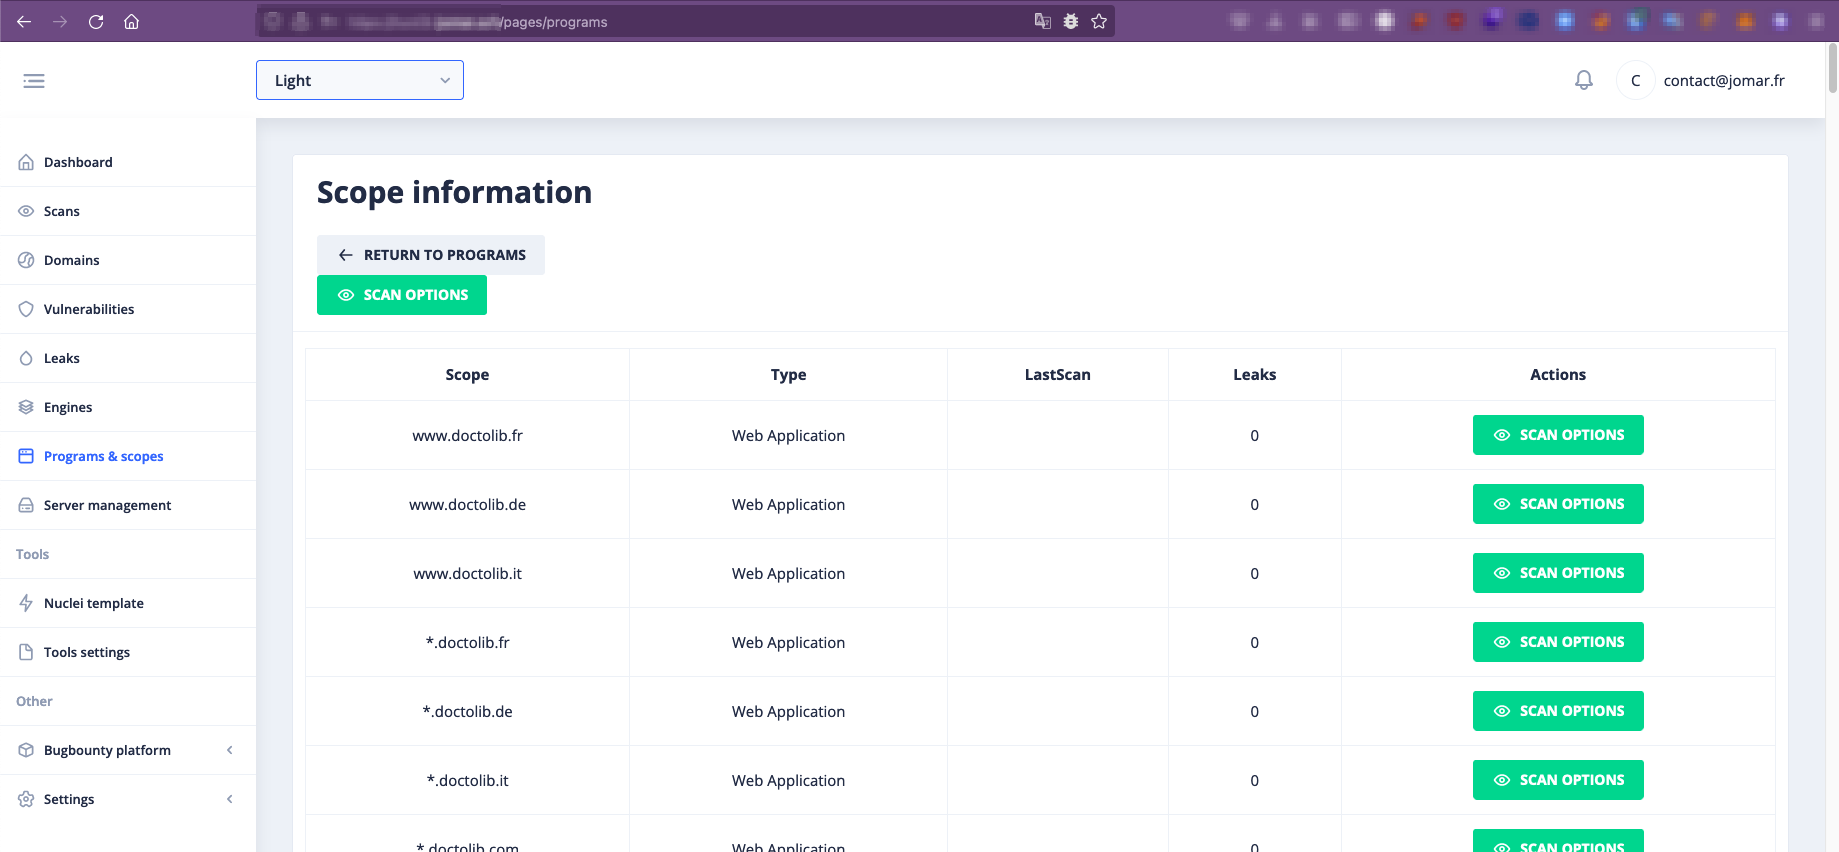 /pages/programs
Light
C contact@jomar.fr
Dashboard
Scans
Domains
Vulnerabilities
Leaks
Engines
Programs & scopes
Server management
Tools
Nuclei template
Tools settings
Other
Bugbounty platform
Settings
Scope information
RETURN TO PROGRAMS
SCAN OPTIONS
Scope Type LastScan Leaks Actions
www.doctolib.fr Web Application 0 SCAN OPTIONS
www.doctolib.de Web Application 0 SCAN OPTIONS
www.doctolib.it Web Application 0 SCAN OPTIONS
*.doctolib.fr Web Application 0 SCAN OPTIONS
*.doctolib.de Web Application 0 SCAN OPTIONS
*.doctolib.it Web Application 0 SCAN OPTIONS
*.doctolib.com Web Application 0 SCAN OPTIONS